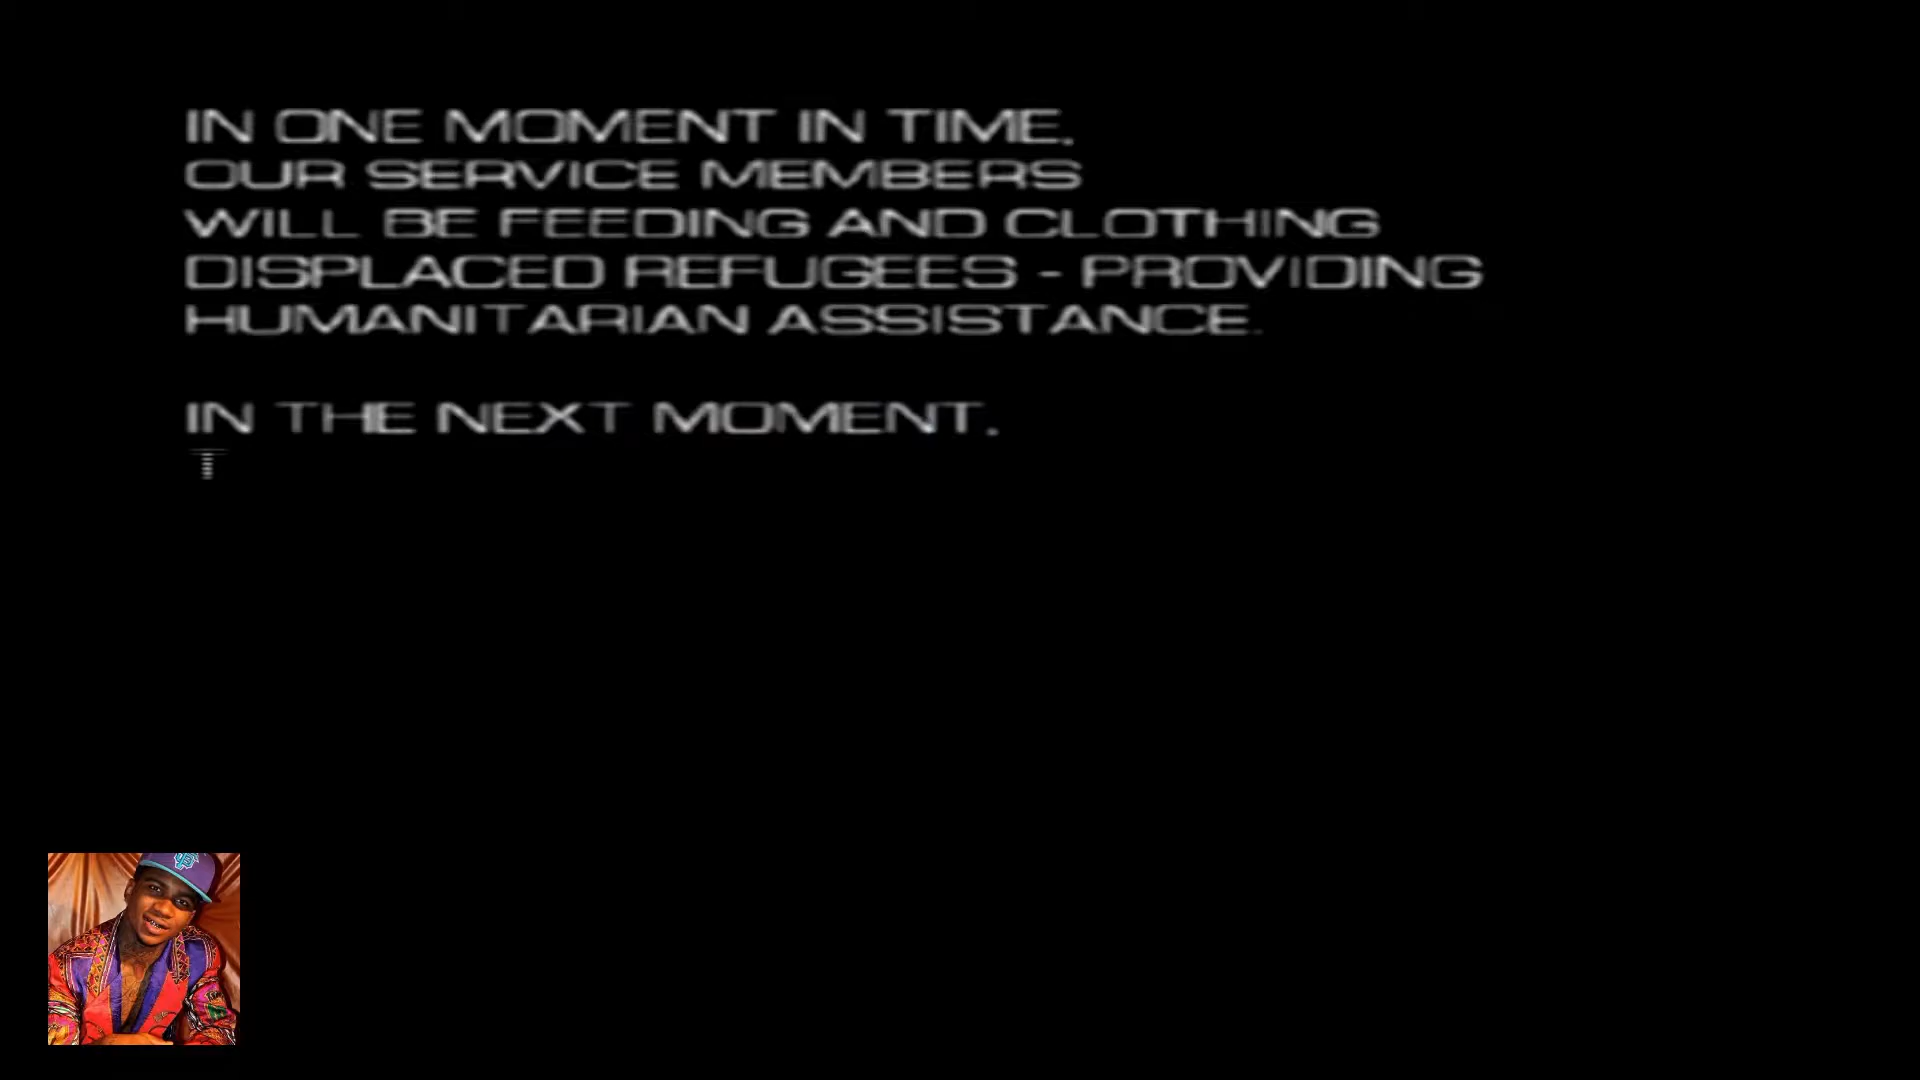 IN ONE MOMENT IN TIME,
OUR SERVICE MEMBERS
WILL BE FEEDING AND CLOTHING
DISPLACED REFUGEES - PROVIDING
HUMANITARIAN ASSISTANCE.
IN THE NEXT MOMENT,
T